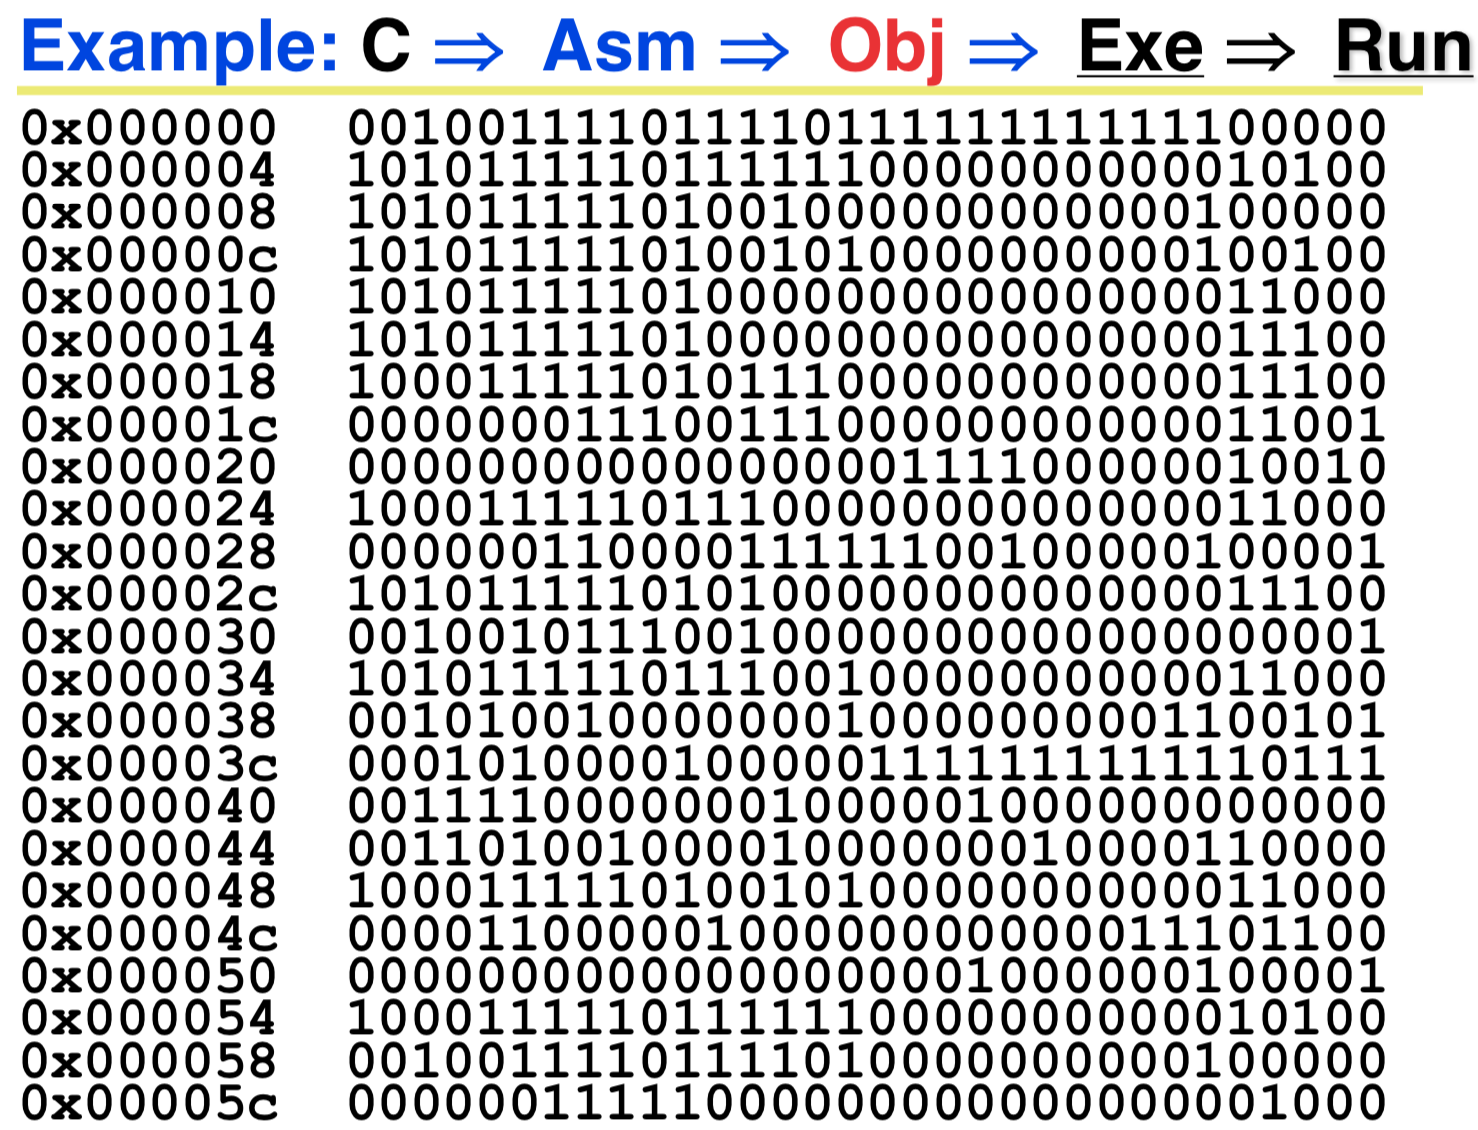 Example: C ⇒ Asm ⇒ Obj ⇒ Exe ⇒ Run
0x000000 00100111101111011111111111100000
0x000004 10101111101111110000000000010100
0x000008 10101111101001000000000000100000
0x00000c 10101111101001010000000000100100
0x000010 10101111101000000000000000011000
0x000014 10101111101000000000000000011100
0x000018 10001111101011100000000000011100
0x00001c 00000001110011100000000000011001
0x000020 00000000000000000111100000010010
0x000024 10001111101110000000000000011000
0x000028 00000011000011111100100000100001
0x00002c 10101111101010000000000000011100
0x000030 00100101110010000000000000000001
0x000034 10101111101110010000000000011000
0x000038 00101001000000010000000001100101
0x00003c 00010100001000001111111111110111
0x000040 00111100000001000001000000000000
0x000044 00110100100001000000010000110000
0x000048 10001111101001010000000000011000
0x00004c 00001100000100000000000011101100
0x000050 00000000000000000001000000100001
0x000054 10001111101111110000000000010100
0x000058 00100111101111010000000000100000
0x00005c 00000011111000000000000000001000